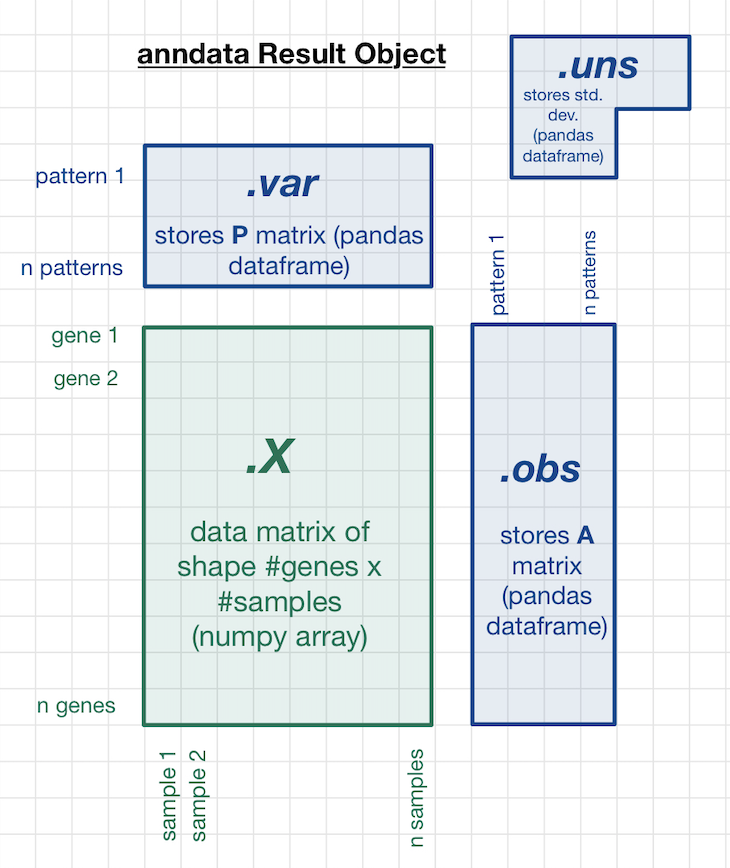 anndata Result Object
.uns
stores std.
dev.
(pandas
dataframe)
pattern 1
n patterns
.var
stores P matrix (pandas
dataframe)
pattern 1
n patterns
gene 1
gene 2
n genes
.X
data matrix of
shape #genes x
#samples
(numpy array)
.obs
stores A
matrix
(pandas
dataframe)
sample 1
sample 2
n samples